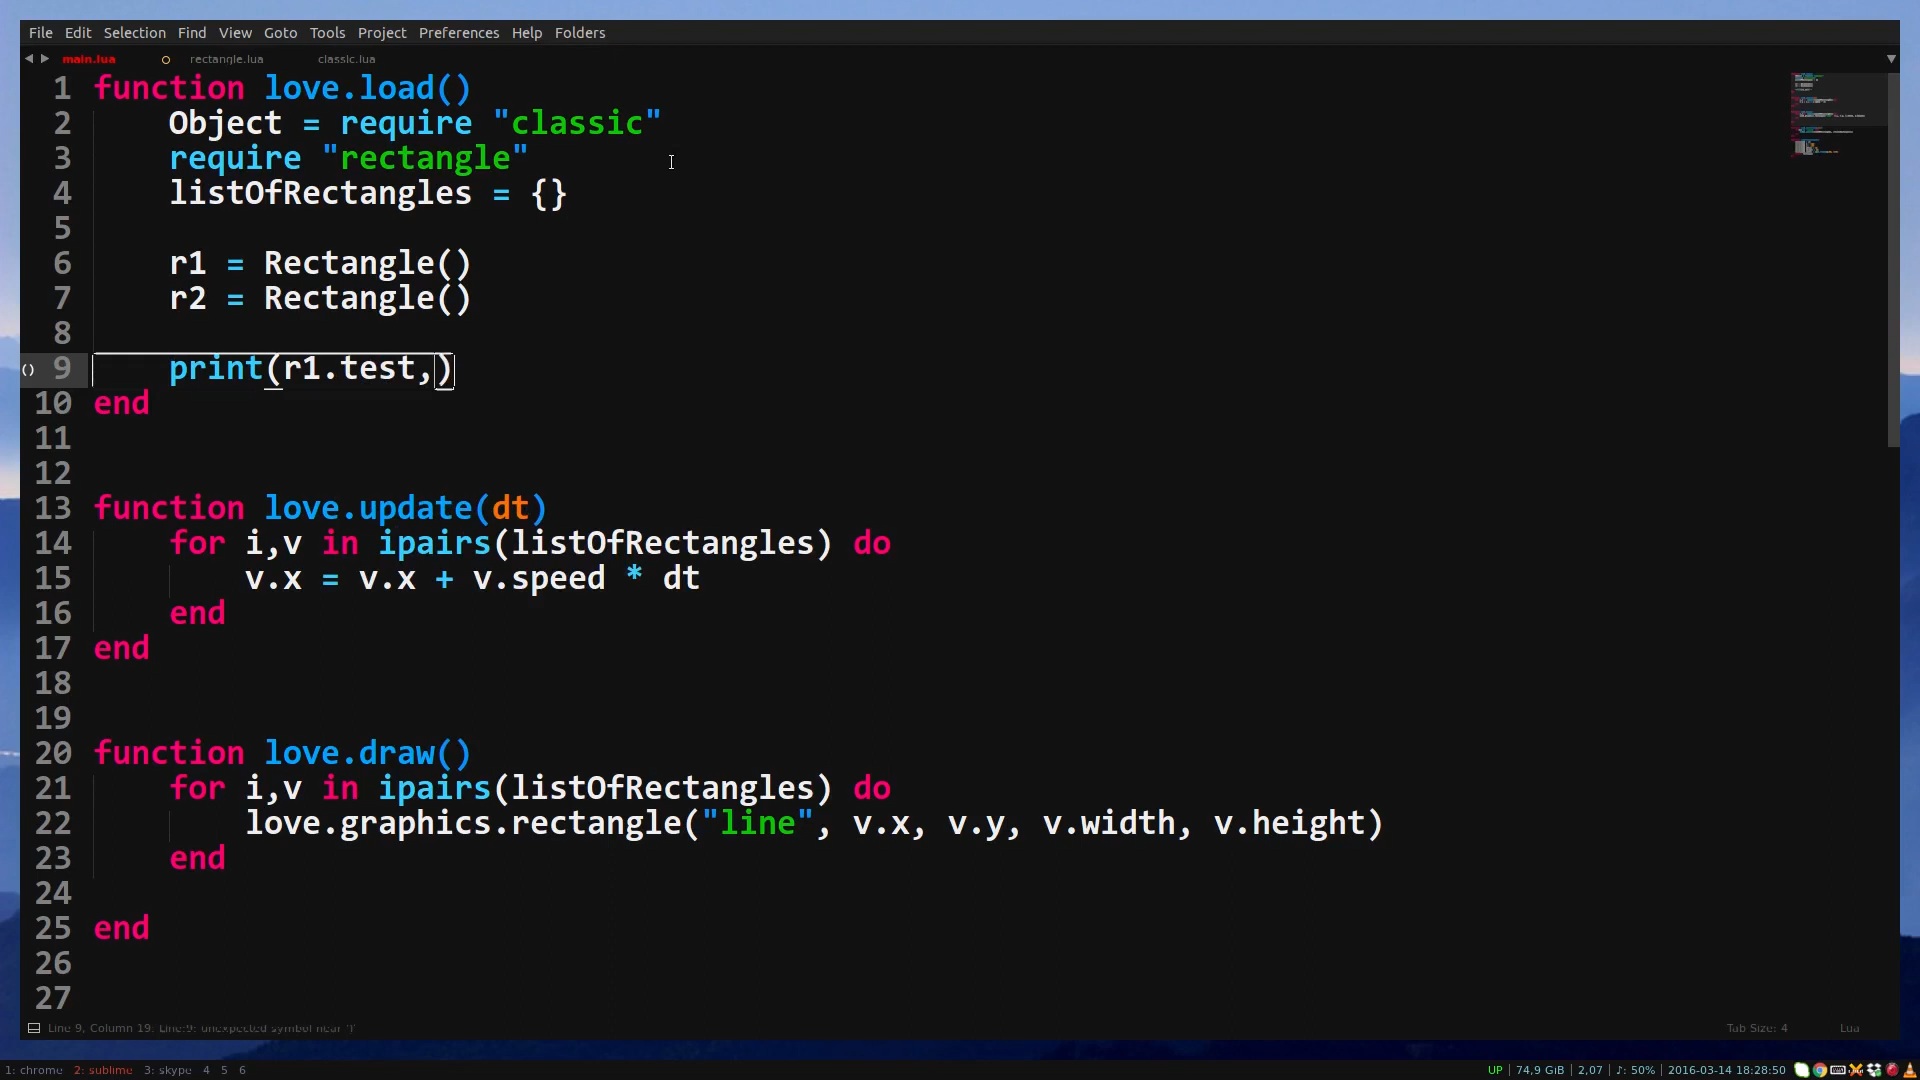 File Edit Selection Find View Goto Tools Project Preferences Help Folders
main.lua rectangle.lua classic.lua
1 function love.load()
2 Object = require "classic"
3 require "rectangle"
4 listOfRectangles = {}
5
6 r1 = Rectangle()
7 r2 = Rectangle()
8
() 9 print(r1.test,)
10 end
11
12
13 function love.update(dt)
14 for i,v in ipairs(listOfRectangles) do
15 v.x = v.x + v.speed * dt
16 end
17 end
18
19
20 function love.draw()
21 for i,v in ipairs(listOfRectangles) do
22 love.graphics.rectangle("line", v.x, v.y, v.width, v.height)
23 end
24
25 end
26
27
Line 9, Column 19: Line:9: unexpected symbol near ')' Tab Size: 4 Lua
1: chrome 2: sublime 3: skype 4 5 6 UP | 74,9 GiB | 2,07 | ♪: 50% | 2016-03-14 18:28:50